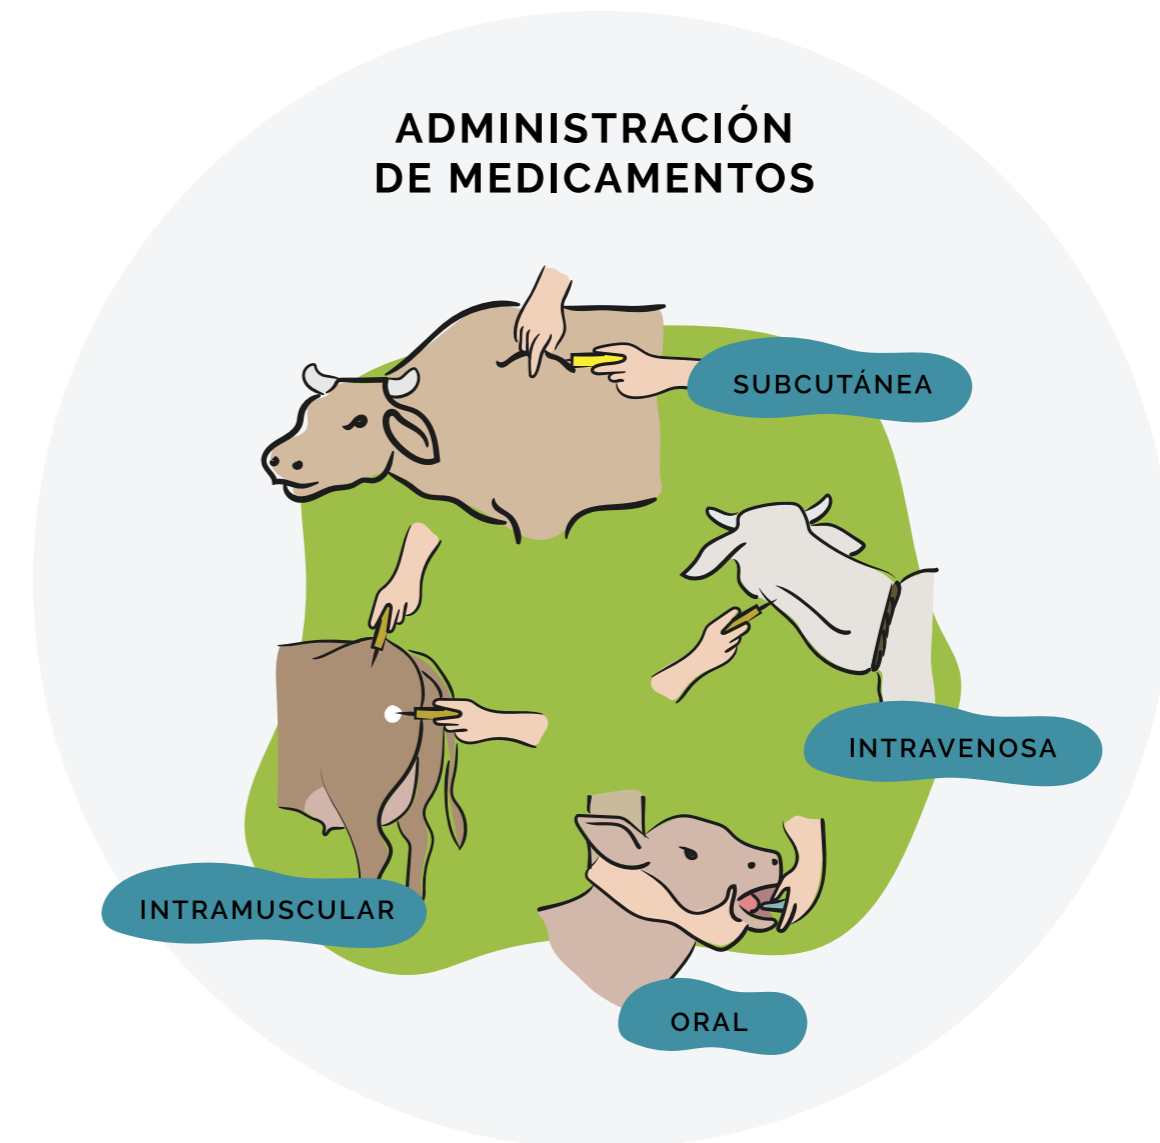 ADMINISTRACIÓN
DE MEDICAMENTOS
SUBCUTÁNEA
INTRAVENOSA
INTRAMUSCULAR
ORAL